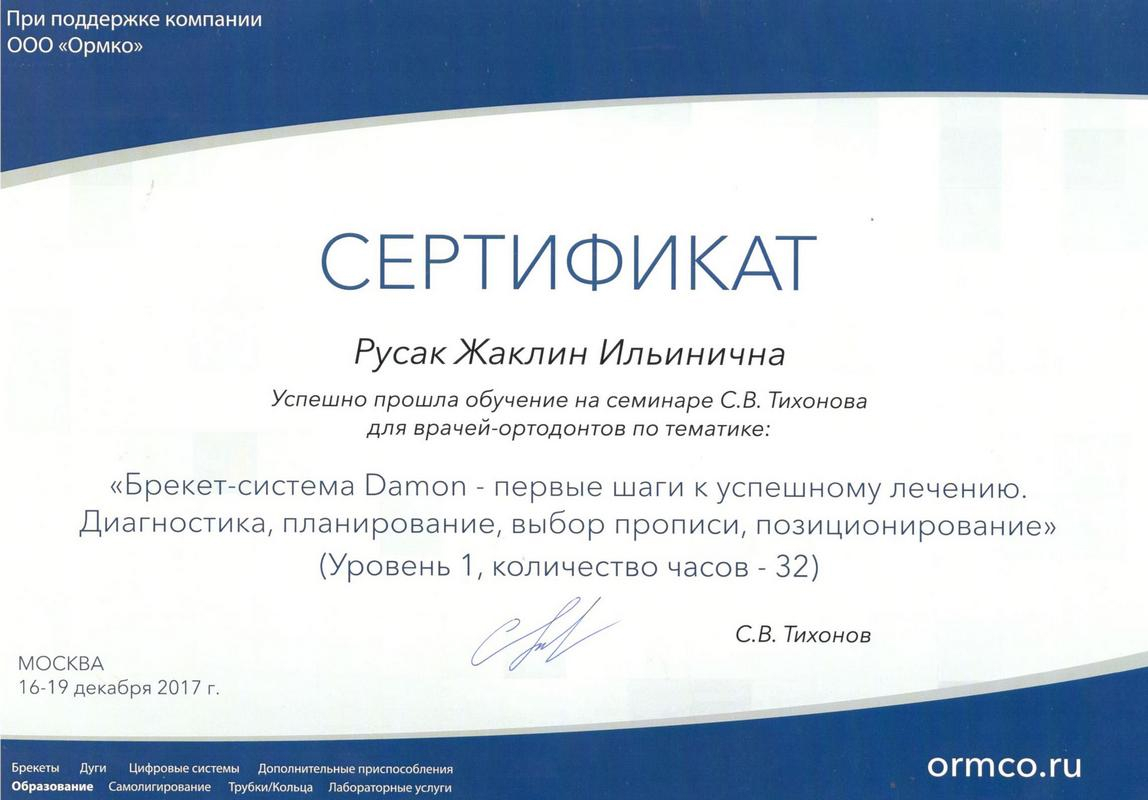 При поддержке компании
ООО «Ормко»
СЕРТИФИКАТ
Русак Жаклин Ильинична
Успешно прошла обучение на семинаре С.В. Тихонова
для врачей-ортодонтов по тематике:
«Брекет-система Damon - первые шаги к успешному лечению.
Диагностика, планирование, выбор прописи, позиционирование»
(Уровень 1, количество часов - 32)
С.В. Тихонов
МОСКВА
16-19 декабря 2017 г.
Брекеты Дуги Цифровые системы Дополнительные приспособления
Образование Самолигирование Трубки/Кольца Лабораторные услуги
ormco.ru